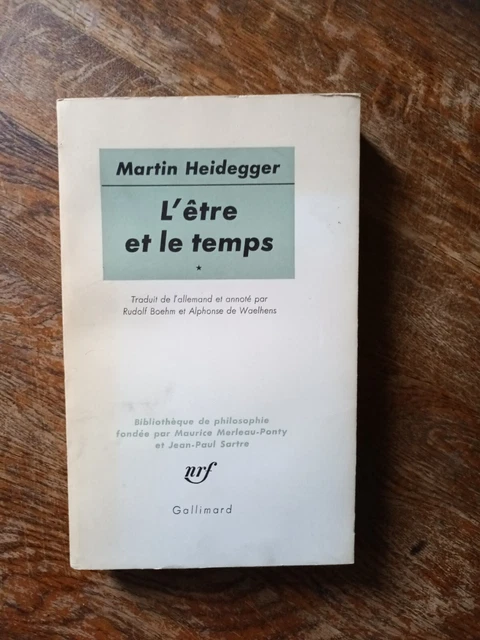 Martin Heidegger
L'être
et le temps
*
Traduit de l'allemand et annoté par
Rudolf Boehm et Alphonse de Waelhens
Bibliothèque de philosophie
fondée par Maurice Merleau-Ponty
et Jean-Paul Sartre
nrf
Gallimard